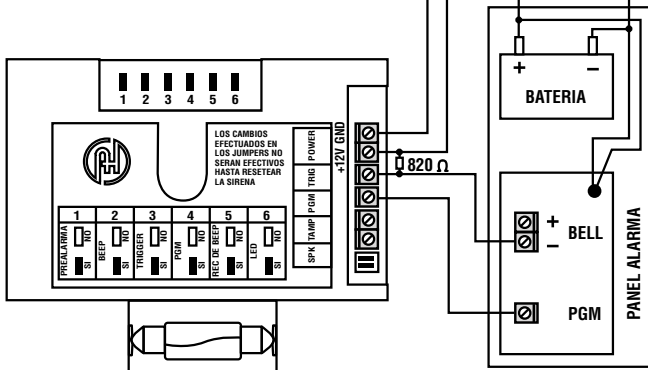 1 2 3 4 5 6
LOS CAMBIOS
EFECTUADOS EN
LOS JUMPERS NO
SERAN EFECTIVOS
HASTA RESETEAR
LA SIRENA
POWER
TRIG
PGM
TAMP
SPK
+12V GND
820 Ω
1 2 3 4 5 6
PREALARMA
NO
SI
BEEP
NO
SI
TRIGGER
NO
SI
PGM
NO
SI
REC DE BEEP
NO
SI
LED
NO
SI
+ −
BATERIA
+
BELL
−
PGM
PANEL ALARMA